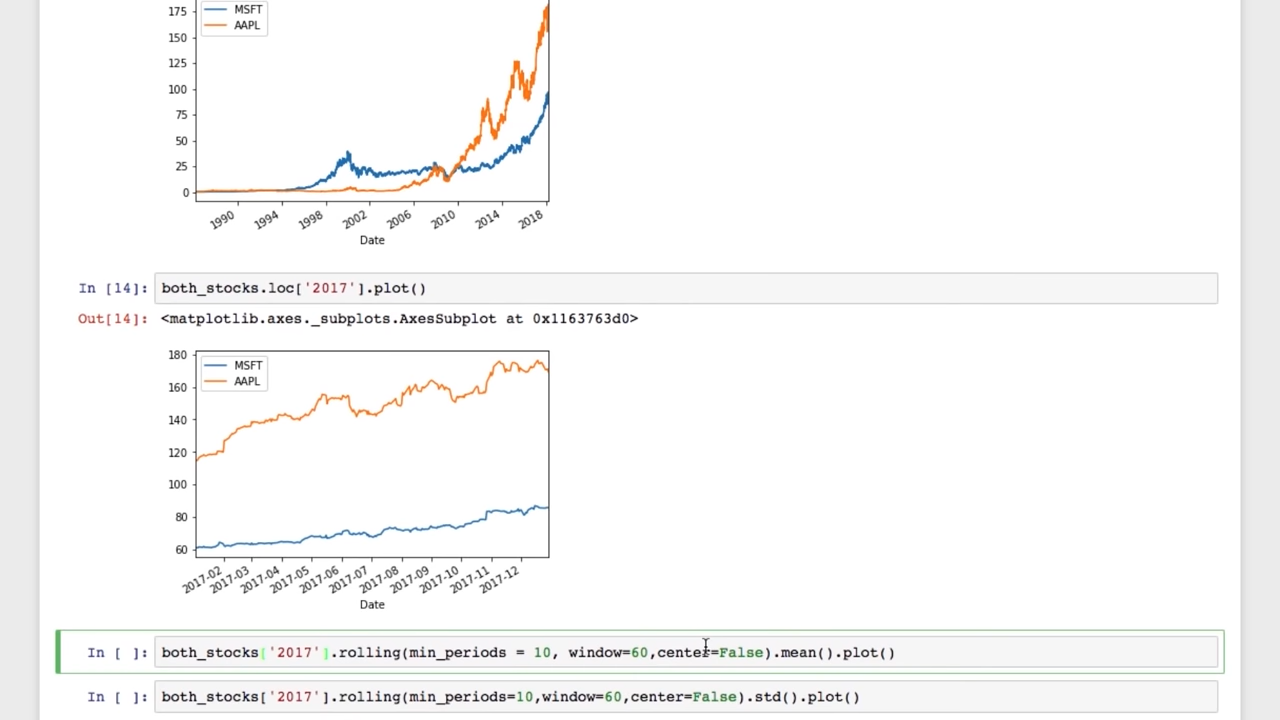 175
MSFT
AAPL
150
125
100
75
50
25
0
1990 1994 1998 2002 2006 2010 2014 2018
Date
In [14]: both_stocks.loc['2017'].plot()
Out[14]: <matplotlib.axes._subplots.AxesSubplot at 0x1163763d0>
180
MSFT
AAPL
160
140
120
100
80
60
2017-02 2017-03 2017-04 2017-05 2017-06 2017-07 2017-08 2017-09 2017-10 2017-11 2017-12
Date
In [ ]: both_stocks['2017'].rolling(min_periods = 10, window=60,center=False).mean().plot()
In [ ]: both_stocks['2017'].rolling(min_periods=10,window=60,center=False).std().plot()